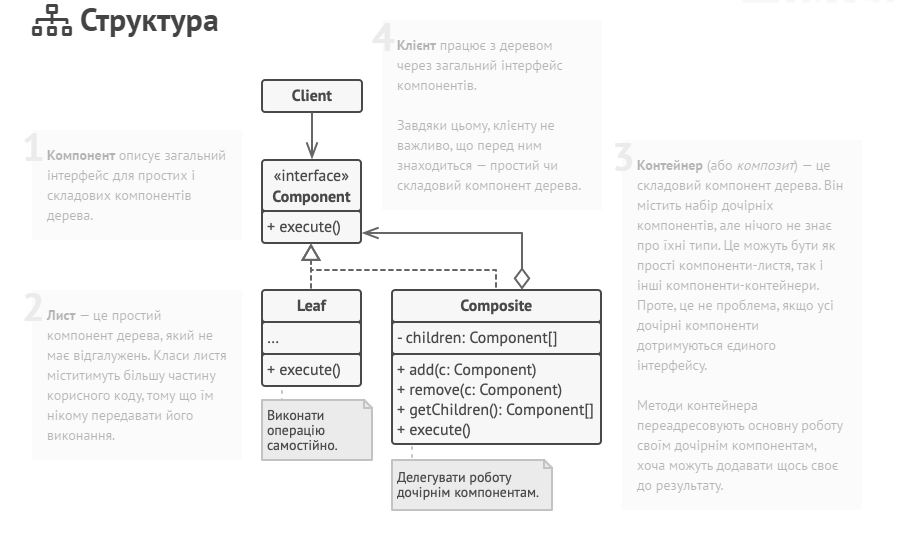 Структура
4
Клієнт працює з деревом
через загальний інтерфейс
компонентів.
Завдяки цьому, клієнту не
важливо, що перед ним
знаходиться — простий чи
складовий компонент дерева.
Client
1
Компонент описує загальний
інтерфейс для простих і
складових компонентів
дерева.
«interface»
Component
+ execute()
3
Контейнер (або композит) — це
складовий компонент дерева. Він
містить набір дочірніх
компонентів, але нічого не знає
про їхні типи. Це можуть бути як
прості компоненти-листя, так і
інші компоненти-контейнери.
Проте, це не проблема, якщо усі
дочірні компоненти
дотримуються єдиного
інтерфейсу.
Методи контейнера
переадресовують основну роботу
своїм дочірнім компонентам,
хоча можуть додавати щось своє
до результату.
2
Лист — це простий
компонент дерева, який не
має відгалужень. Класи листя
міститимуть більшу частину
корисного коду, тому що їм
нікому передавати його
виконання.
Leaf
...
+ execute()
Виконати
операцію
самостійно.
Composite
- children: Component[]
+ add(c: Component)
+ remove(c: Component)
+ getChildren(): Component[]
+ execute()
Делегувати роботу
дочірнім компонентам.